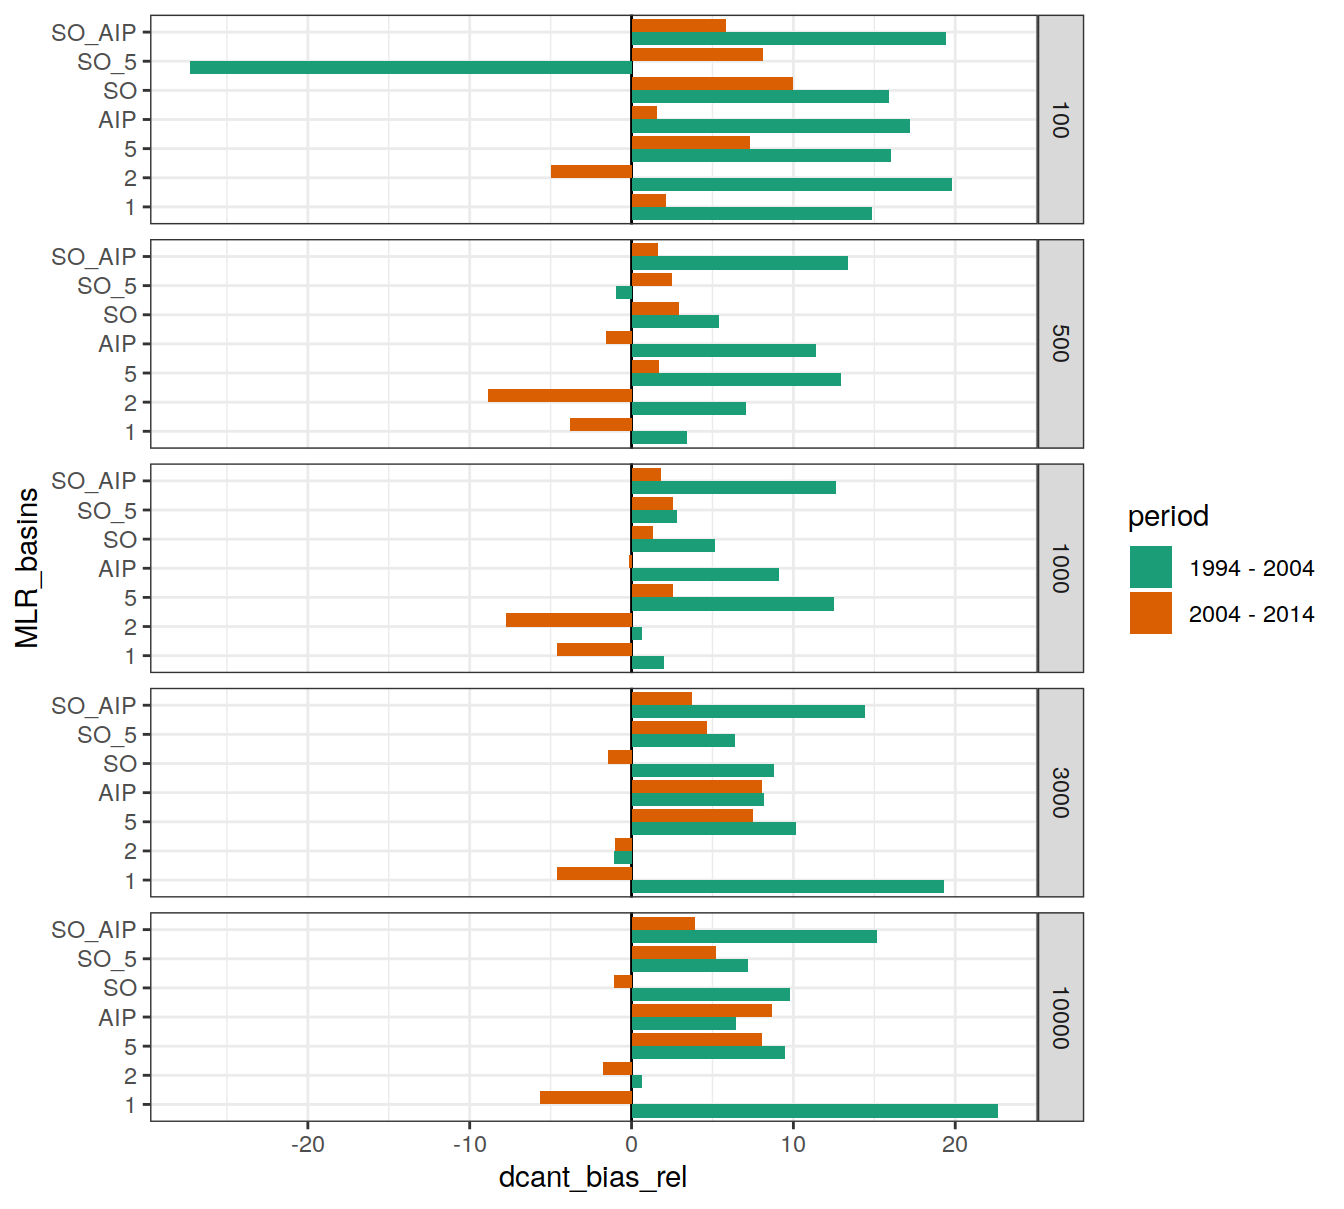 SO_AIP
SO_5
SO
AIP
5
2
1
100
SO_AIP
SO_5
SO
AIP
5
2
1
500
SO_AIP
SO_5
SO
AIP
5
2
1
1000
SO_AIP
SO_5
SO
AIP
5
2
1
3000
SO_AIP
SO_5
SO
AIP
5
2
1
10000
-20 -10 0 10 20
dcant_bias_rel
MLR_basins
period
1994 - 2004
2004 - 2014